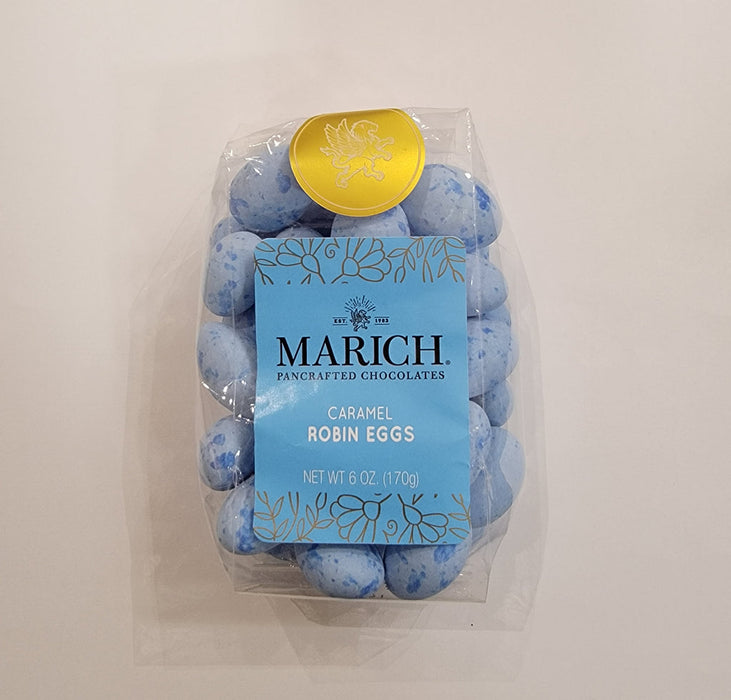 EST. 1983
MARICH®
PANCRAFTED CHOCOLATES
CARAMEL
ROBIN EGGS
NET WT 6 OZ. (170g)